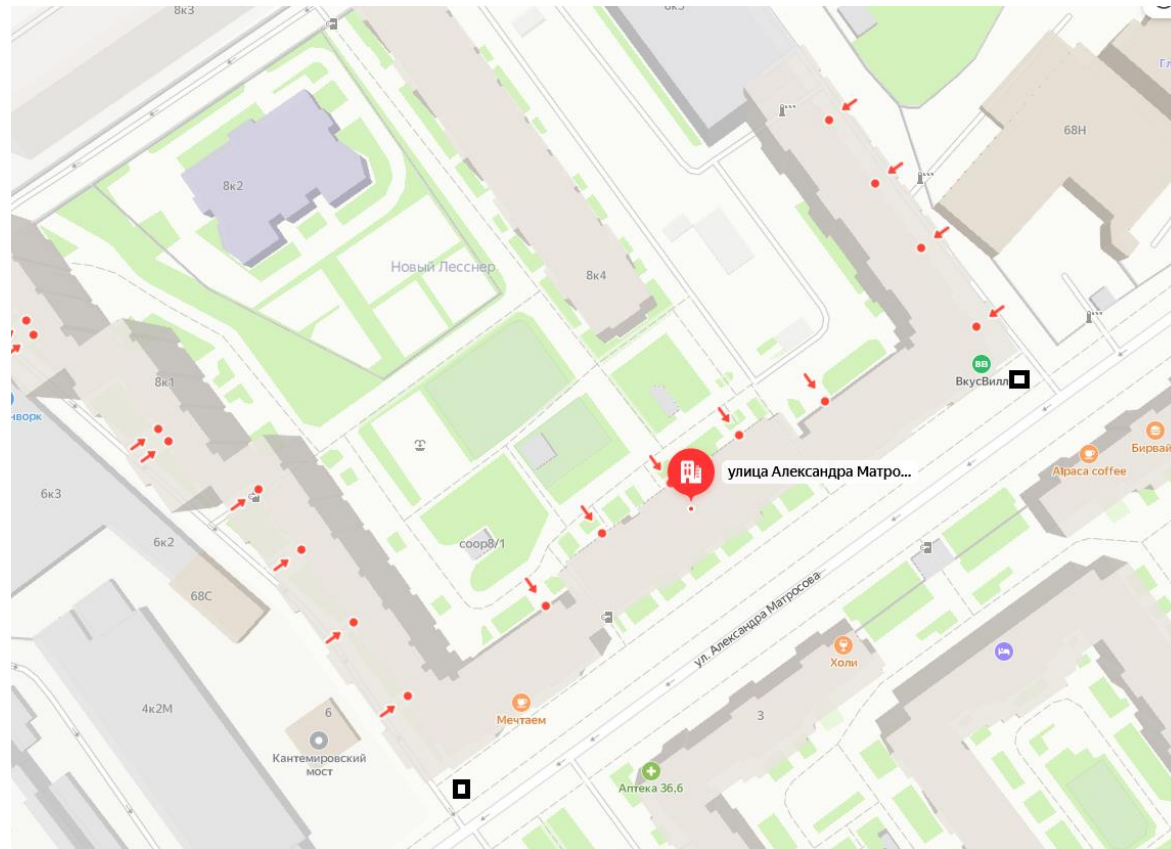 8к3
68Н
8к2
Новый Лесснер
8к4
ВкусВилл
8к1
Бирвай
Alpaca coffee
улица Александра Матро...
6к3
6к2
соор8/1
68С
ул. Александра Матросова
Холи
4к2М
6
Мечтаем
3
Кантемировский
мост
Аптека 36,6